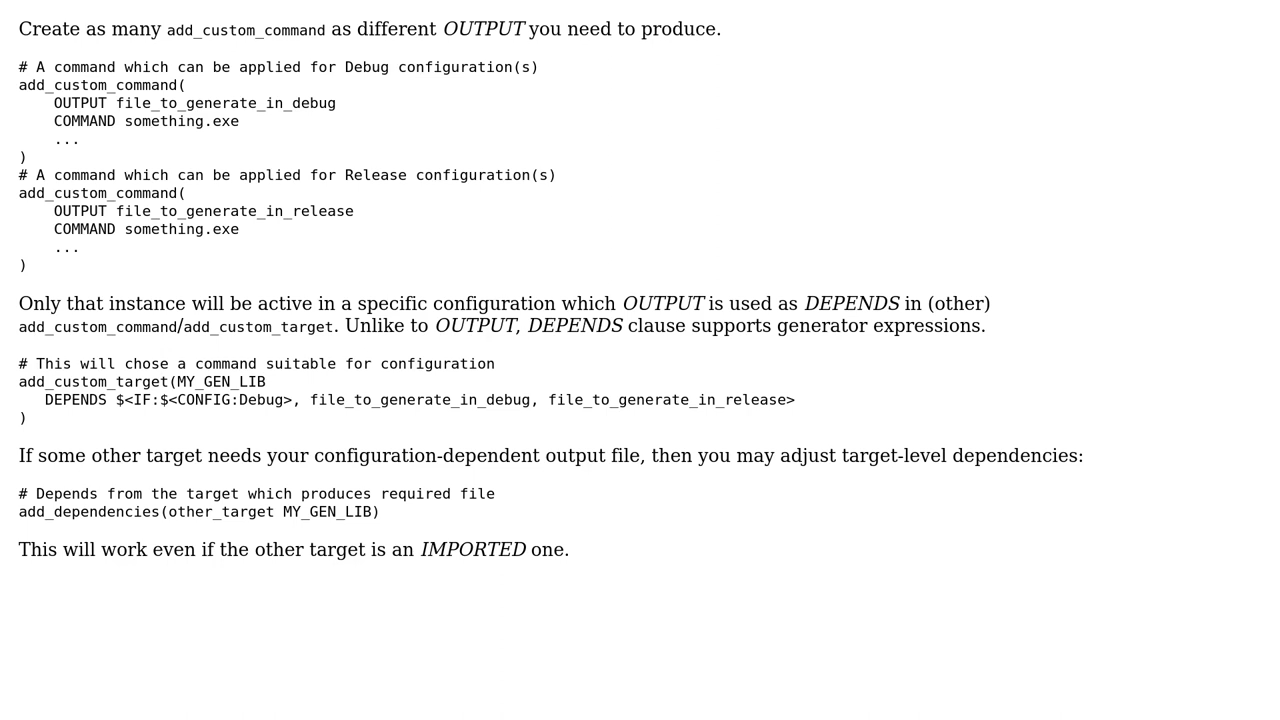 Create as many add_custom_command as different OUTPUT you need to produce.
# A command which can be applied for Debug configuration(s)
add_custom_command(
    OUTPUT file_to_generate_in_debug
    COMMAND something.exe
    ...
)
# A command which can be applied for Release configuration(s)
add_custom_command(
    OUTPUT file_to_generate_in_release
    COMMAND something.exe
    ...
)
Only that instance will be active in a specific configuration which OUTPUT is used as DEPENDS in (other)
add_custom_command/add_custom_target. Unlike to OUTPUT, DEPENDS clause supports generator expressions.
# This will chose a command suitable for configuration
add_custom_target(MY_GEN_LIB
   DEPENDS $<IF:$<CONFIG:Debug>, file_to_generate_in_debug, file_to_generate_in_release>
)
If some other target needs your configuration-dependent output file, then you may adjust target-level dependencies:
# Depends from the target which produces required file
add_dependencies(other_target MY_GEN_LIB)
This will work even if the other target is an IMPORTED one.